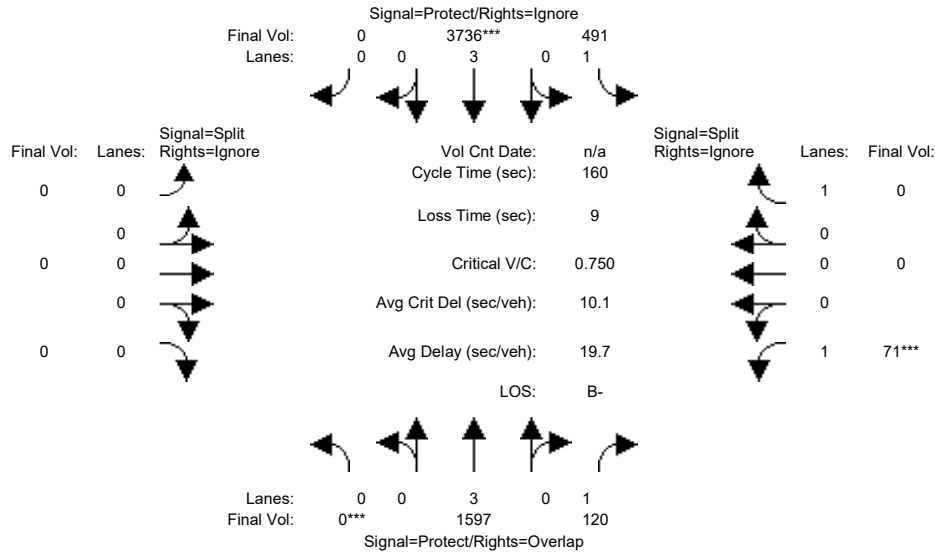 Signal=Protect/Rights=Ignore
Final Vol: 0 3736*** 491
Lanes: 0 0 3 0 1
Signal=Split
Final Vol: Lanes: Rights=Ignore
Vol Cnt Date: n/a
Signal=Split
Rights=Ignore Lanes: Final Vol:
Cycle Time (sec): 160
0 0
1 0
Loss Time (sec): 9
0
0
0 0
Critical V/C: 0.750
0 0
0
Avg Crit Del (sec/veh): 10.1
0
0 0
Avg Delay (sec/veh): 19.7
1 71***
LOS: B-
Lanes: 0 0 3 0 1
Final Vol: 0*** 1597 120
Signal=Protect/Rights=Overlap